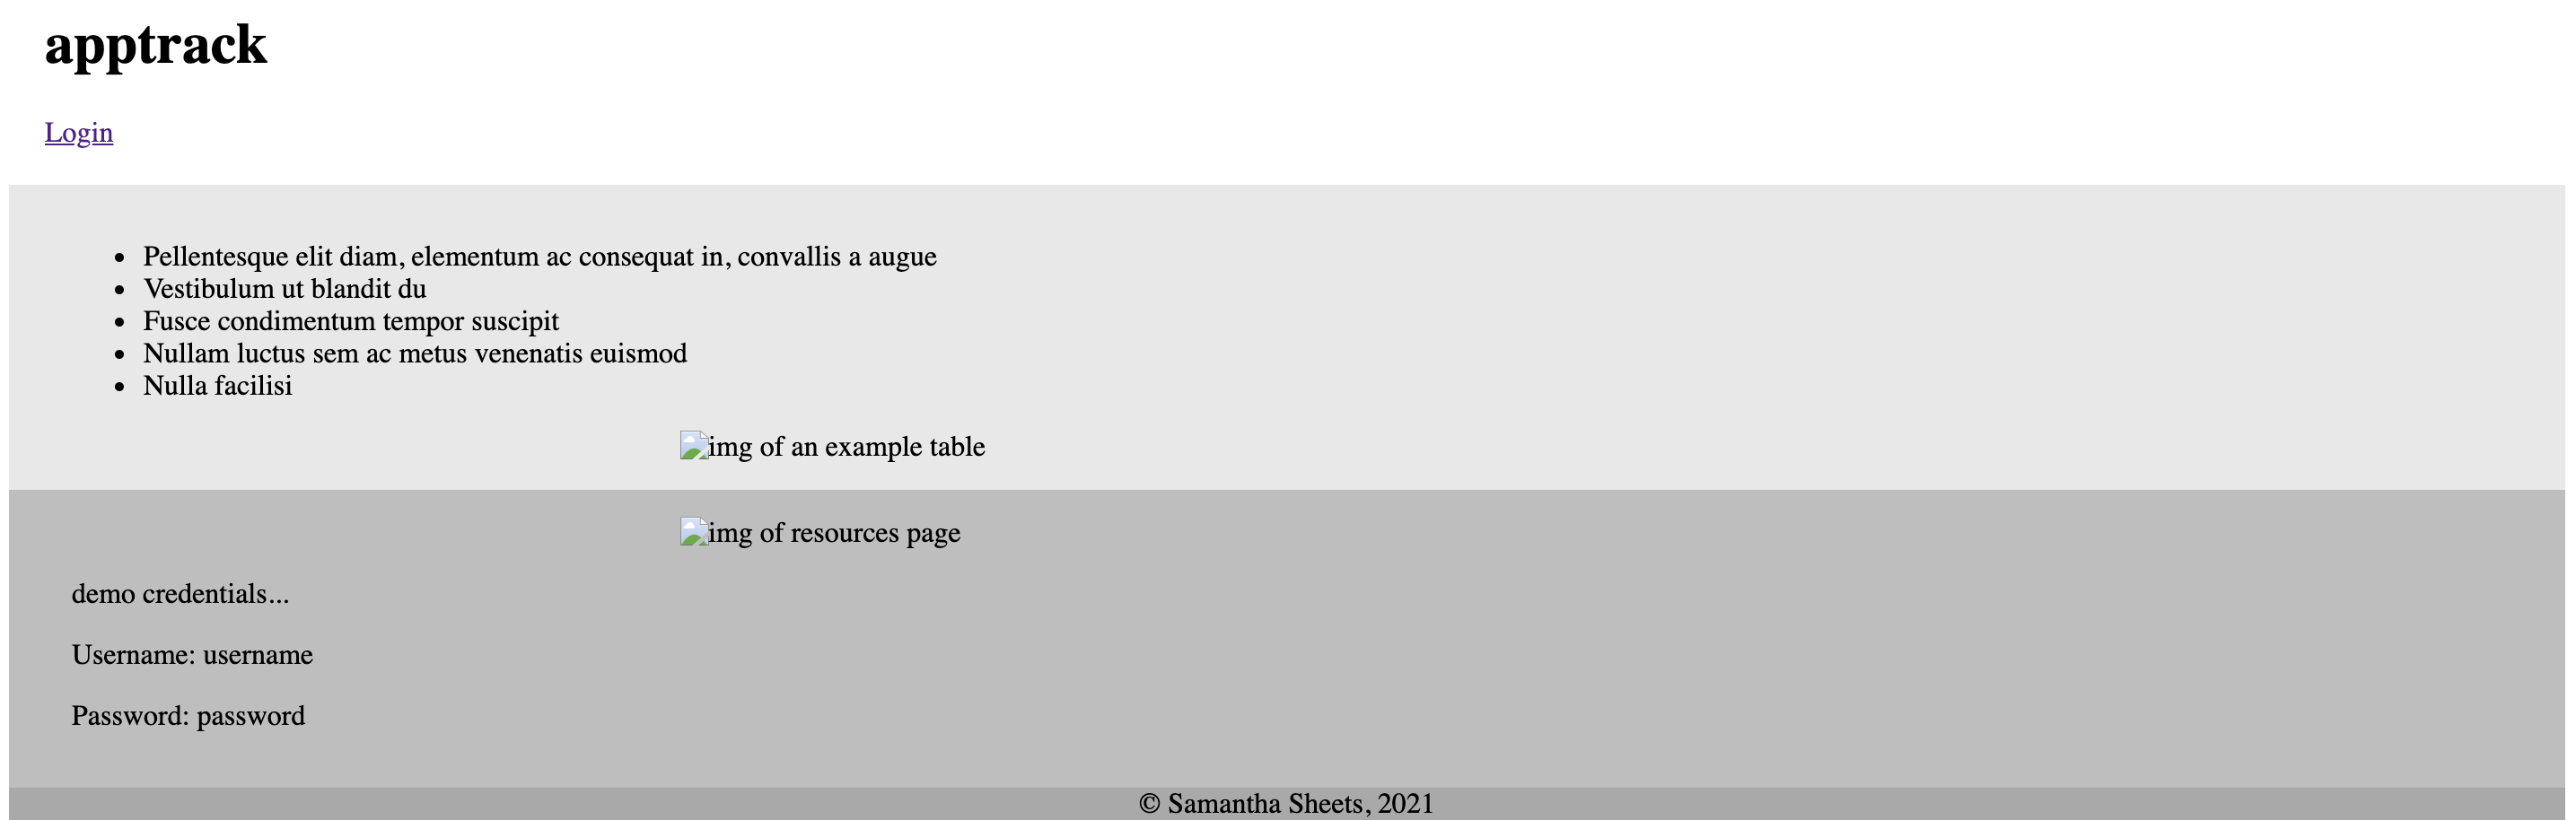 apptrack
Login
Pellentesque elit diam, elementum ac consequat in, convallis a augue
Vestibulum ut blandit du
Fusce condimentum tempor suscipit
Nullam luctus sem ac metus venenatis euismod
Nulla facilisi
img of an example table
img of resources page
demo credentials...
Username: username
Password: password
© Samantha Sheets, 2021